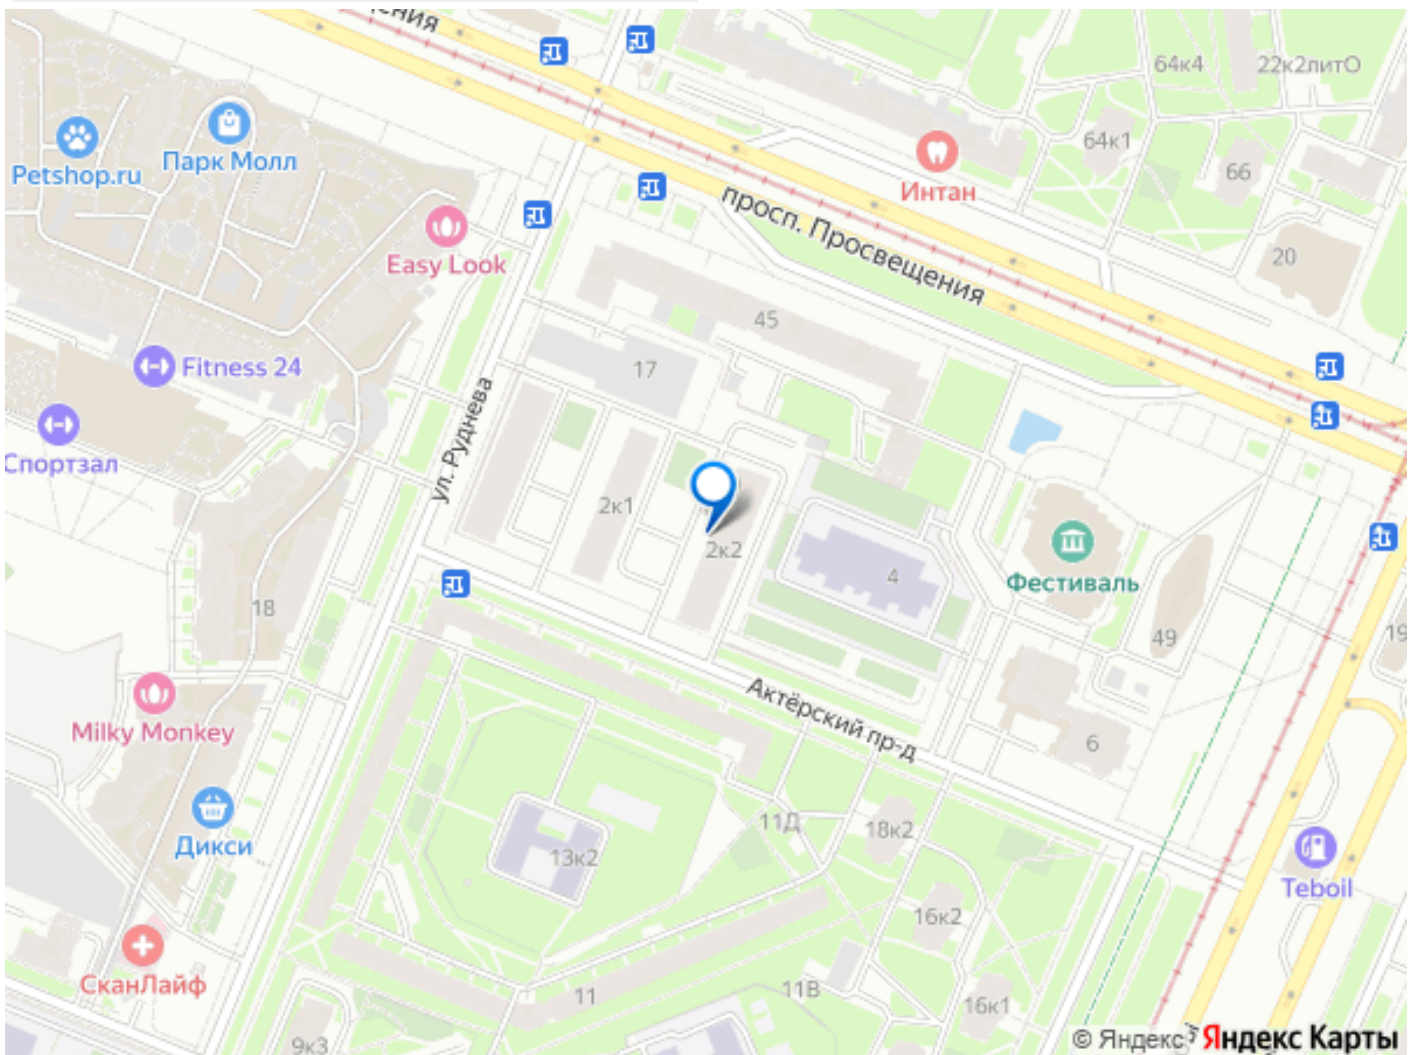 64к4
22к2литО
Парк Молл
Petshop.ru
64к1
66
Интан
просп. Просвещения
20
Easy Look
45
17
Fitness 24
ул. Руднева
Спортзал
2к1
2к2
4
Фестиваль
18
49
19
Milky Monkey
Актёрский пр-д
6
Дикси
11Д
18к2
13к2
Teboil
16к2
СканЛайф
11
11В
16к1
9к3
© Яндекс Яндекс Карты